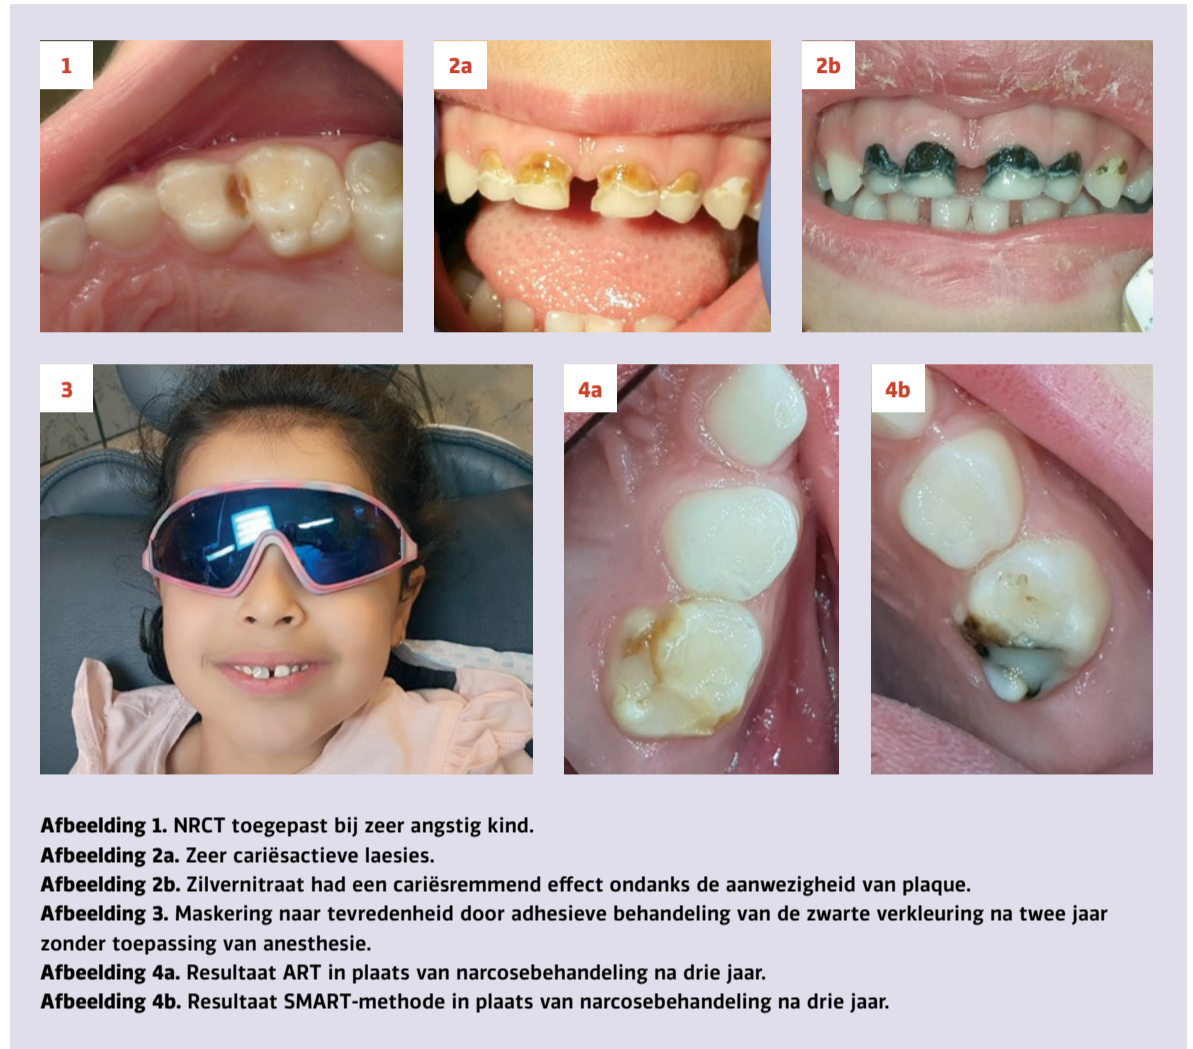 1
2a
2b
3
4a
4b
Afbeelding 1. NRCT toegepast bij zeer angstig kind.
Afbeelding 2a. Zeer cariësactieve laesies.
Afbeelding 2b. Zilvernitraat had een cariësremmend effect ondanks de aanwezigheid van plaque.
Afbeelding 3. Maskering naar tevredenheid door adhesieve behandeling van de zwarte verkleuring na twee jaar
zonder toepassing van anesthesie.
Afbeelding 4a. Resultaat ART in plaats van narcosebehandeling na drie jaar.
Afbeelding 4b. Resultaat SMART-methode in plaats van narcosebehandeling na drie jaar.